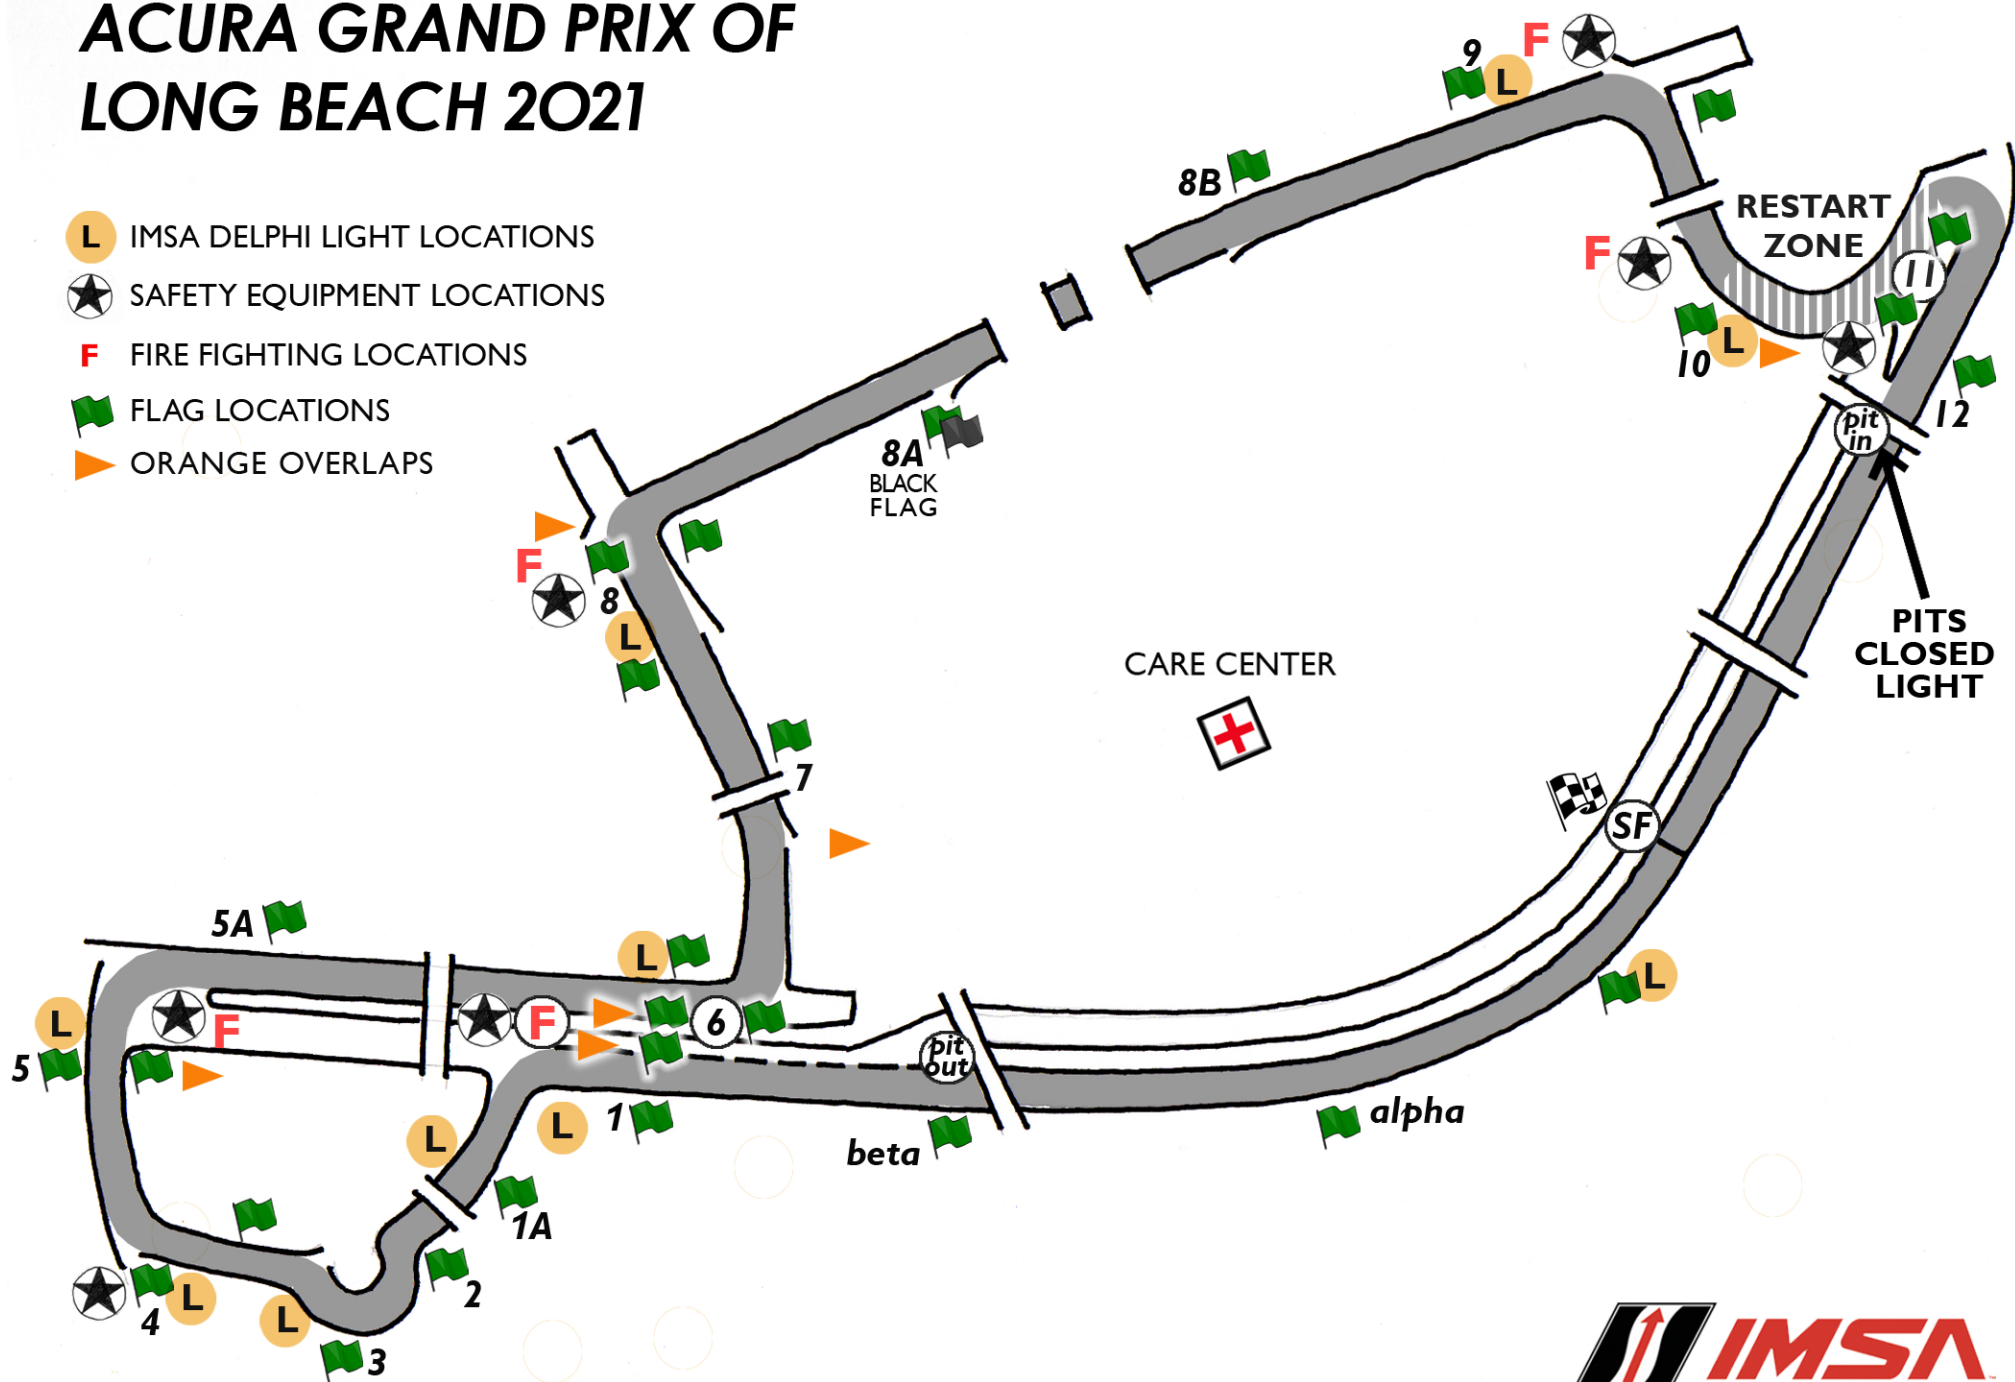 ACURA GRAND PRIX OF
LONG BEACH 2021
L IMSA DELPHI LIGHT LOCATIONS
SAFETY EQUIPMENT LOCATIONS
F FIRE FIGHTING LOCATIONS
FLAG LOCATIONS
ORANGE OVERLAPS
9
L
F
8B
RESTART
ZONE
F
11
10
L
12
pit
in
8A
BLACK
FLAG
F
8
L
PITS
CLOSED
LIGHT
CARE CENTER
7
SF
5A
L
L
L
F
F
6
pit
out
5
L
L
1
alpha
beta
1A
2
4
L
L
3
IMSA